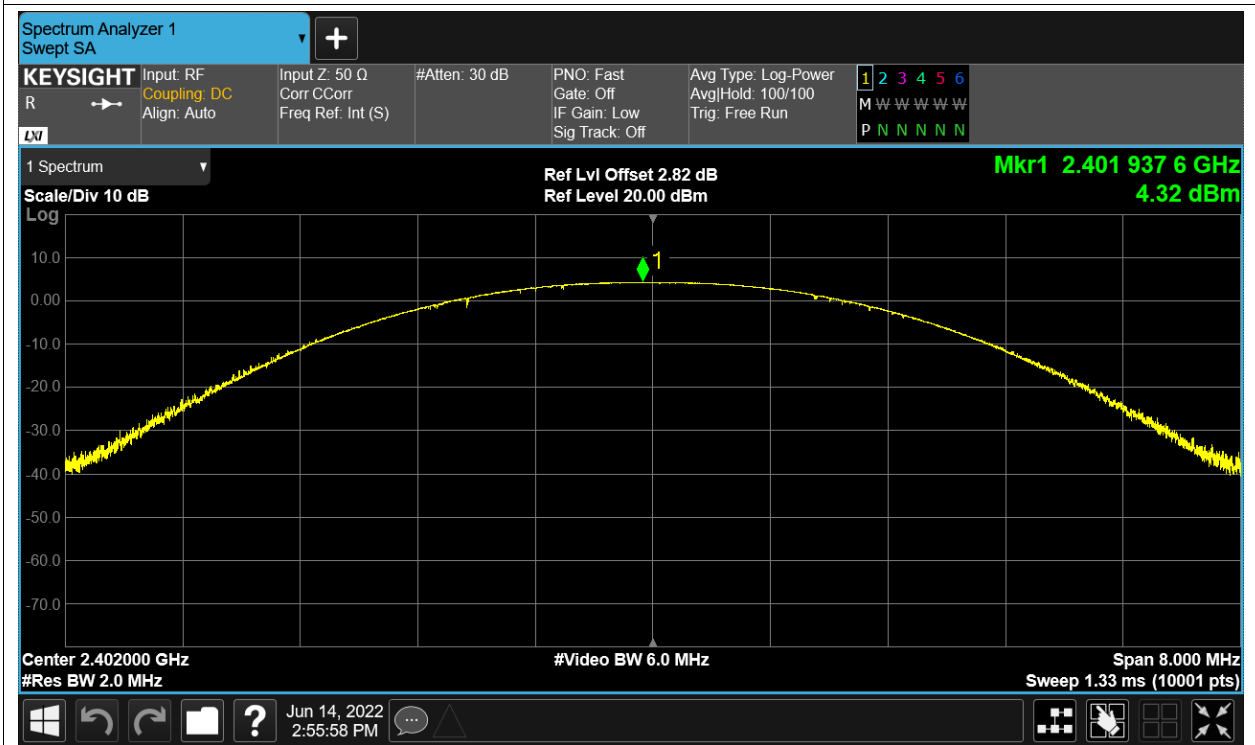 Spectrum Analyzer 1
Swept SA
KEYSIGHT
R
LXI
Input: RF
Coupling: DC
Align: Auto
Input Z: 50 Ω
Corr CCorr
Freq Ref: Int (S)
#Atten: 30 dB
PNO: Fast
Gate: Off
IF Gain: Low
Sig Track: Off
Avg Type: Log-Power
Avg|Hold: 100/100
Trig: Free Run
1 2 3 4 5 6
M W W W W W
P N N N N N
1 Spectrum
Scale/Div 10 dB
Log
Ref Lvl Offset 2.82 dB
Ref Level 20.00 dBm
Mkr1 2.401 937 6 GHz
4.32 dBm
1
10.0
0.00
-10.0
-20.0
-30.0
-40.0
-50.0
-60.0
-70.0
Center 2.402000 GHz
#Res BW 2.0 MHz
#Video BW 6.0 MHz
Span 8.000 MHz
Sweep 1.33 ms (10001 pts)
?
Jun 14, 2022
2:55:58 PM